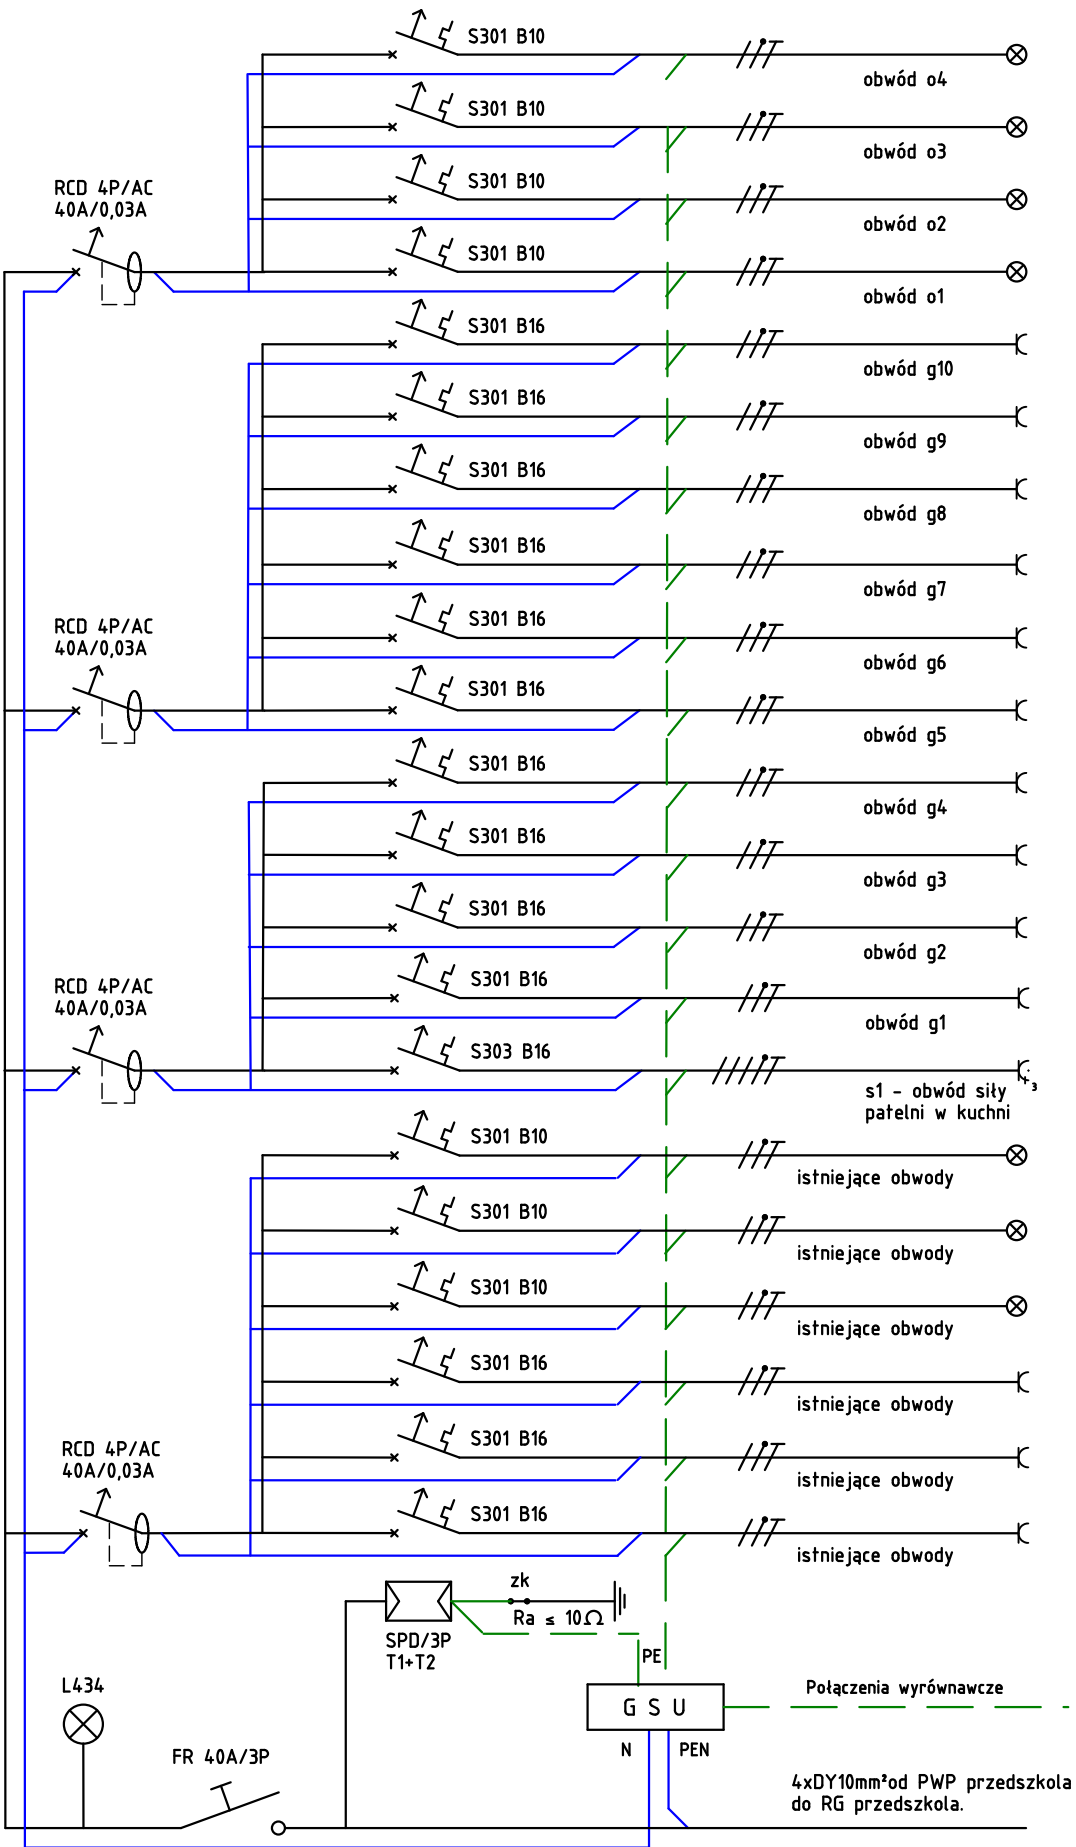 S301 B10
obwód o4
S301 B10
obwód o3
RCD 4P/AC
40A/0,03A
S301 B10
obwód o2
S301 B10
obwód o1
S301 B16
obwód g10
S301 B16
obwód g9
S301 B16
obwód g8
S301 B16
obwód g7
RCD 4P/AC
40A/0,03A
S301 B16
obwód g6
S301 B16
obwód g5
S301 B16
obwód g4
S301 B16
obwód g3
S301 B16
obwód g2
RCD 4P/AC
40A/0,03A
S301 B16
obwód g1
S303 B16
3
s1 - obwód siły
patelni w kuchni
S301 B10
istniejące obwody
S301 B10
istniejące obwody
S301 B10
istniejące obwody
S301 B16
istniejące obwody
RCD 4P/AC
40A/0,03A
S301 B16
istniejące obwody
S301 B16
istniejące obwody
zk
Ra ≤ 10Ω
SPD/3P
T1+T2
PE
L434
G S U
Połączenia wyrównawcze
N
PEN
FR 40A/3P
4xDY10mm²od PWP przedszkola
do RG przedszkola.